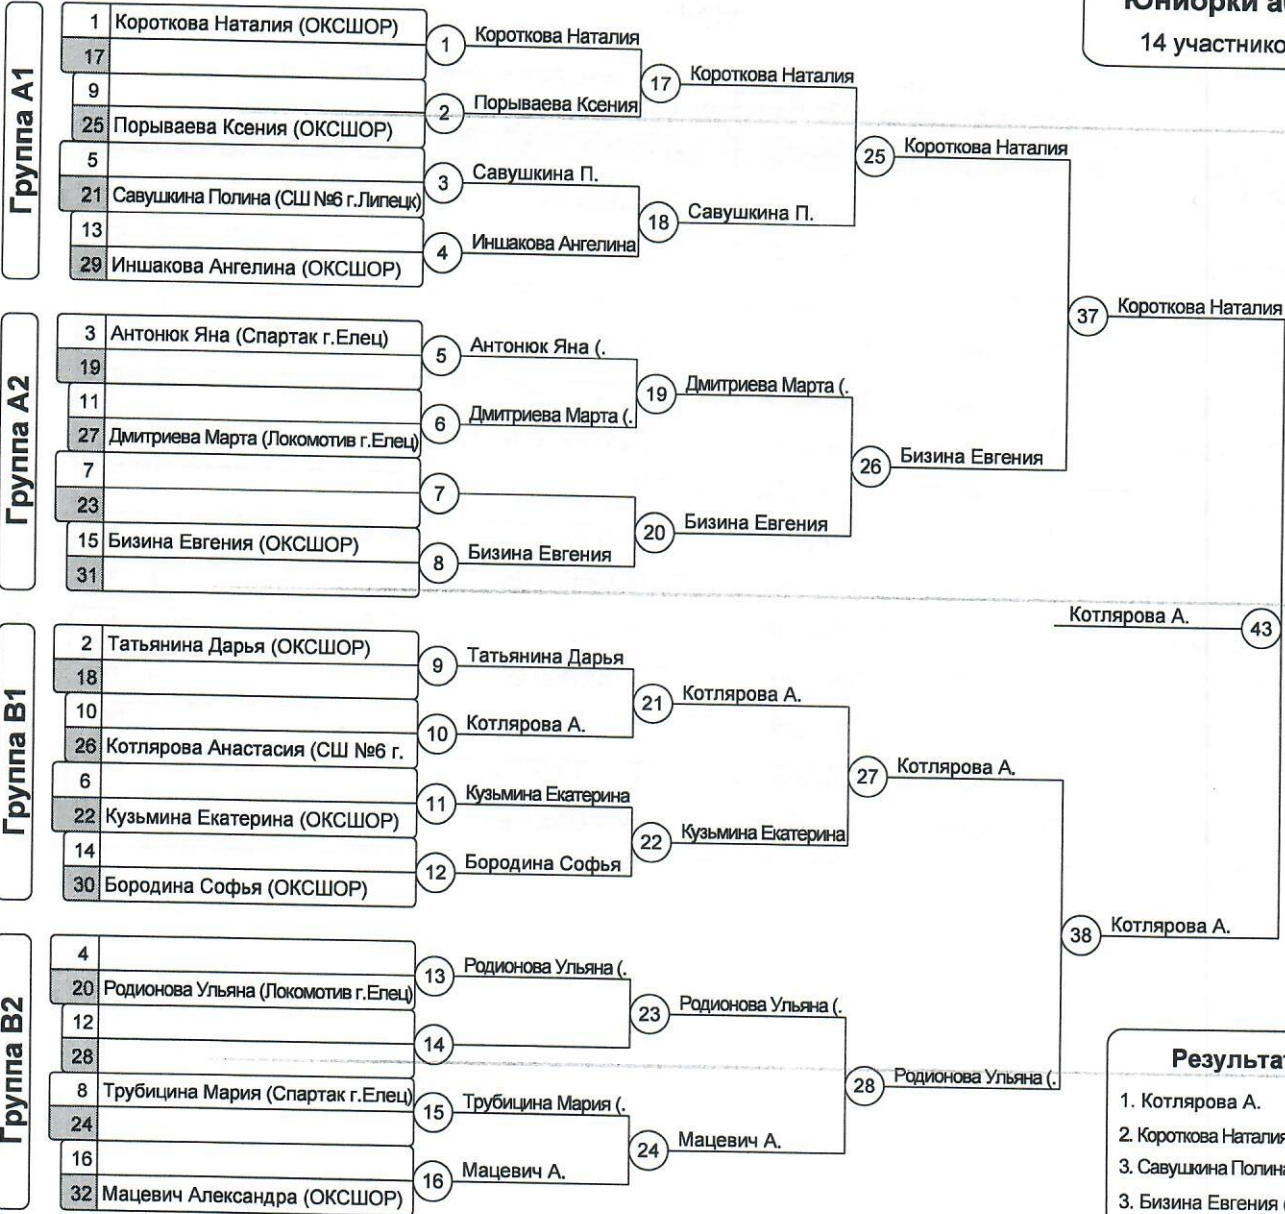 Юниорки аб
14 участнико
Группа A1
1 Короткова Наталия (ОКСШОР)
17
9
25 Порываева Ксения (ОКСШОР)
5
21 Савушкина Полина (СШ №6 г.Липецк)
13
29 Иншакова Ангелина (ОКСШОР)
1 Короткова Наталия
2 Порываева Ксения
3 Савушкина П.
4 Иншакова Ангелина
17 Короткова Наталия
18 Савушкина П.
25 Короткова Наталия
Группа A2
3 Антонюк Яна (Спартак г.Елец)
19
11
27 Дмитриева Марта (Локомотив г.Елец)
7
23
15 Бизина Евгения (ОКСШОР)
31
5 Антонюк Яна (.
6 Дмитриева Марта (.
7
8 Бизина Евгения
19 Дмитриева Марта (.
20 Бизина Евгения
26 Бизина Евгения
37 Короткова Наталия
Группа B1
2 Татьянина Дарья (ОКСШОР)
18
10
26 Котлярова Анастасия (СШ №6 г.
6
22 Кузьмина Екатерина (ОКСШОР)
14
30 Бородина Софья (ОКСШОР)
9 Татьянина Дарья
10 Котлярова А.
11 Кузьмина Екатерина
12 Бородина Софья
21 Котлярова А.
22 Кузьмина Екатерина
27 Котлярова А.
Группа B2
4
20 Родионова Ульяна (Локомотив г.Елец)
12
28
8 Трубицина Мария (Спартак г.Елец)
24
16
32 Мацевич Александра (ОКСШОР)
13 Родионова Ульяна (.
14
15 Трубицина Мария (.
16 Мацевич А.
23 Родионова Ульяна (.
24 Мацевич А.
28 Родионова Ульяна (.
38 Котлярова А.
Котлярова А. 43
Результа
1. Котлярова А.
2. Короткова Наталия
3. Савушкина Полина
3. Бизина Евгения (